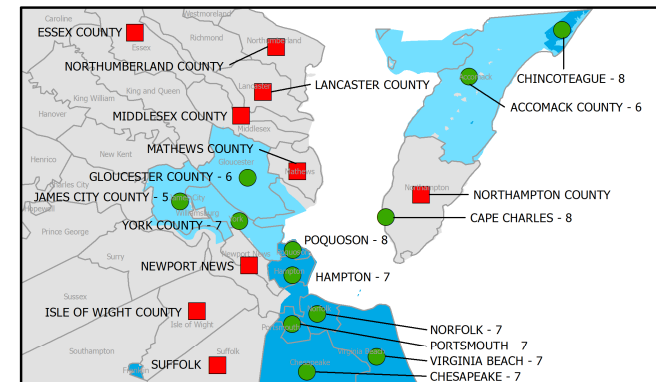 Caroline
Westmoreland
ESSEX COUNTY
Essex
Richmond
Northumberland
NORTHUMBERLAND COUNTY
CHINCOTEAGUE - 8
Accomack
King and Queen
Lancaster
LANCASTER COUNTY
King William
ACCOMACK COUNTY - 6
Hanover
MIDDLESEX COUNTY
Middlesex
MATHEWS COUNTY
New Kent
Henrico
Gloucester
Mathews
GLOUCESTER COUNTY - 6
Charles City
Northampton
JAMES CITY COUNTY - 5
NORTHAMPTON COUNTY
Hopewell
Williamsburg
CAPE CHARLES - 8
YORK COUNTY - 7
York
Prince George
POQUOSON - 8
Surry
Newport News
NEWPORT NEWS
Hampton
HAMPTON - 7
Sussex
ISLE OF WIGHT COUNTY
Isle of Wight
Norfolk
NORFOLK - 7
Portsmouth
PORTSMOUTH 7
Southampton
Suffolk
Virginia Beach
VIRGINIA BEACH - 7
SUFFOLK
Chesapeake
CHESAPEAKE - 7